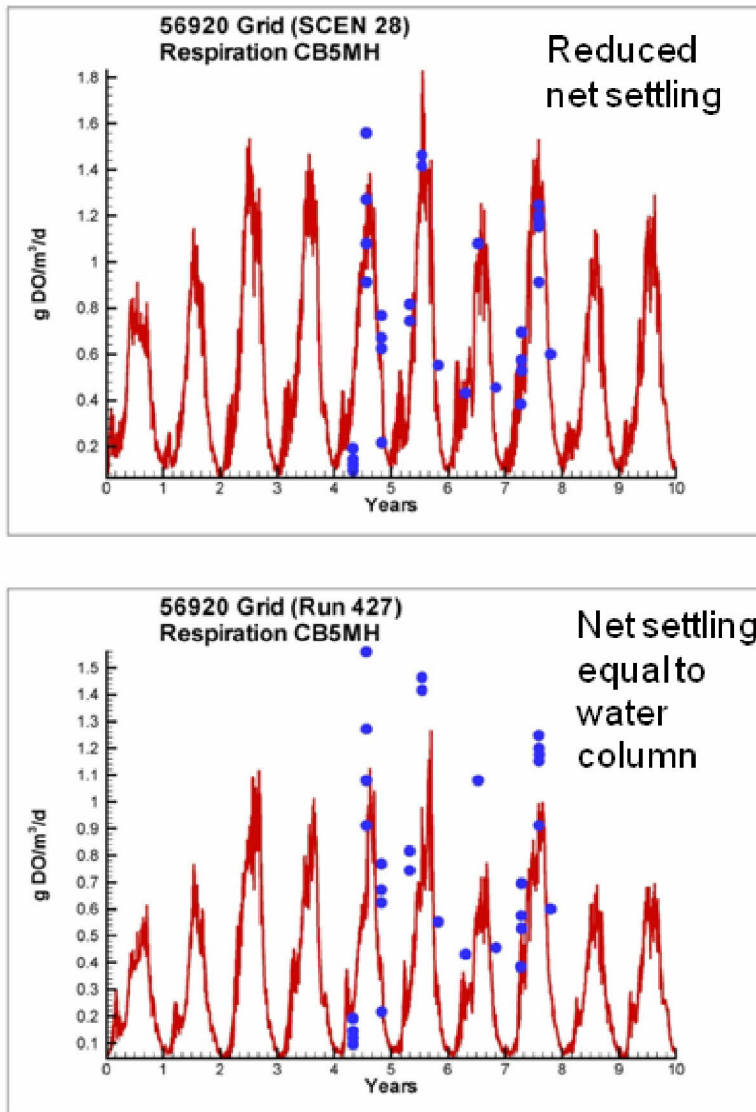 56920 Grid (SCEN 28)
Respiration CB5MH
Reduced
net settling
g DO/m³/d
1.8
1.6
1.4
1.2
1
0.8
0.6
0.4
0.2
0 1 2 3 4 5 6 7 8 9 10
Years
56920 Grid (Run 427)
Respiration CB5MH
Net settling
equal to
water
column
g DO/m³/d
1.5
1.4
1.3
1.2
1.1
1
0.9
0.8
0.7
0.6
0.5
0.4
0.3
0.2
0.1
0 1 2 3 4 5 6 7 8 9 10
Years